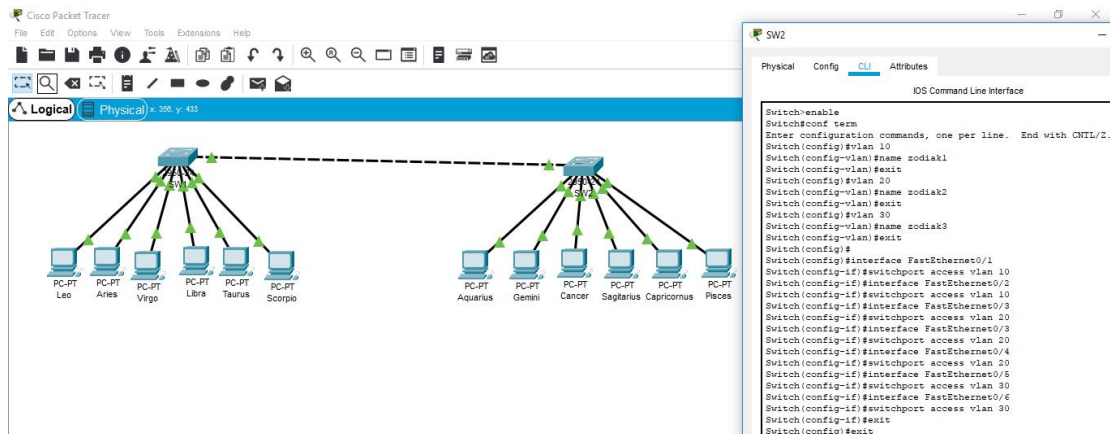 Cisco Packet Tracer
File Edit Options View Tools Extensions Help
Logical Physical x: 356, y: 433
SW1
SW2
PC-PT
Leo
PC-PT
Aries
PC-PT
Virgo
PC-PT
Libra
PC-PT
Taurus
PC-PT
Scorpio
PC-PT
Aquarius
PC-PT
Gemini
PC-PT
Cancer
PC-PT
Sagitarius
PC-PT
Capricornus
PC-PT
Pisces
SW2
Physical Config CLI Attributes
IOS Command Line Interface
Switch>enable
Switch#conf term
Enter configuration commands, one per line. End with CNTL/Z.
Switch(config)#vlan 10
Switch(config-vlan)#name zodiak1
Switch(config-vlan)#exit
Switch(config)#vlan 20
Switch(config-vlan)#name zodiak2
Switch(config-vlan)#exit
Switch(config)#vlan 30
Switch(config-vlan)#name zodiak3
Switch(config-vlan)#exit
Switch(config)#
Switch(config)#interface FastEthernet0/1
Switch(config-if)#switchport access vlan 10
Switch(config-if)#interface FastEthernet0/2
Switch(config-if)#switchport access vlan 10
Switch(config-if)#interface FastEthernet0/3
Switch(config-if)#switchport access vlan 20
Switch(config-if)#interface FastEthernet0/3
Switch(config-if)#switchport access vlan 20
Switch(config-if)#interface FastEthernet0/4
Switch(config-if)#switchport access vlan 20
Switch(config-if)#interface FastEthernet0/5
Switch(config-if)#switchport access vlan 30
Switch(config-if)#interface FastEthernet0/6
Switch(config-if)#switchport access vlan 30
Switch(config-if)#exit
Switch(config)#exit